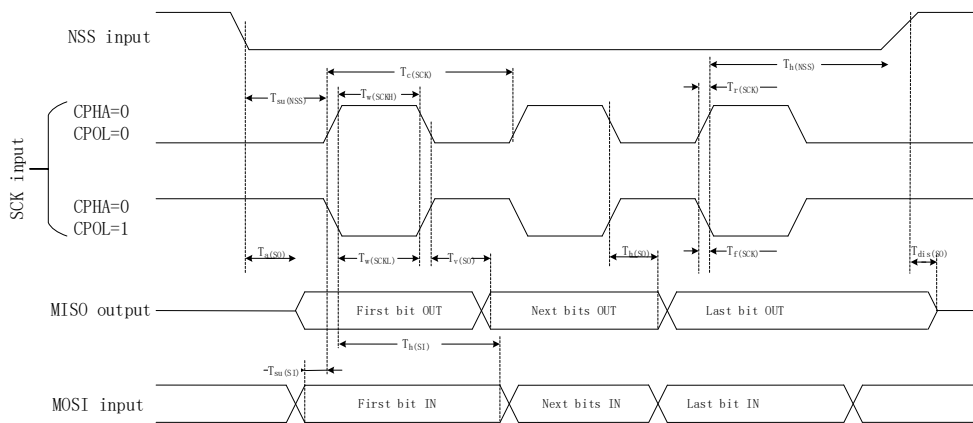 NSS input
Tc(SCK)
Th(NSS)
Tsu(NSS)
Tw(SCKH)
Tr(SCK)
CPHA=0
CPOL=0
SCK input
CPHA=0
CPOL=1
Ta(SO)
Tw(SCKL)
Tv(SO)
Th(SO)
Tf(SCK)
Tdis(SO)
MISO output
First bit OUT
Next bits OUT
Last bit OUT
Th(SI)
Tsu(SI)
MOSI input
First bit IN
Next bits IN
Last bit IN